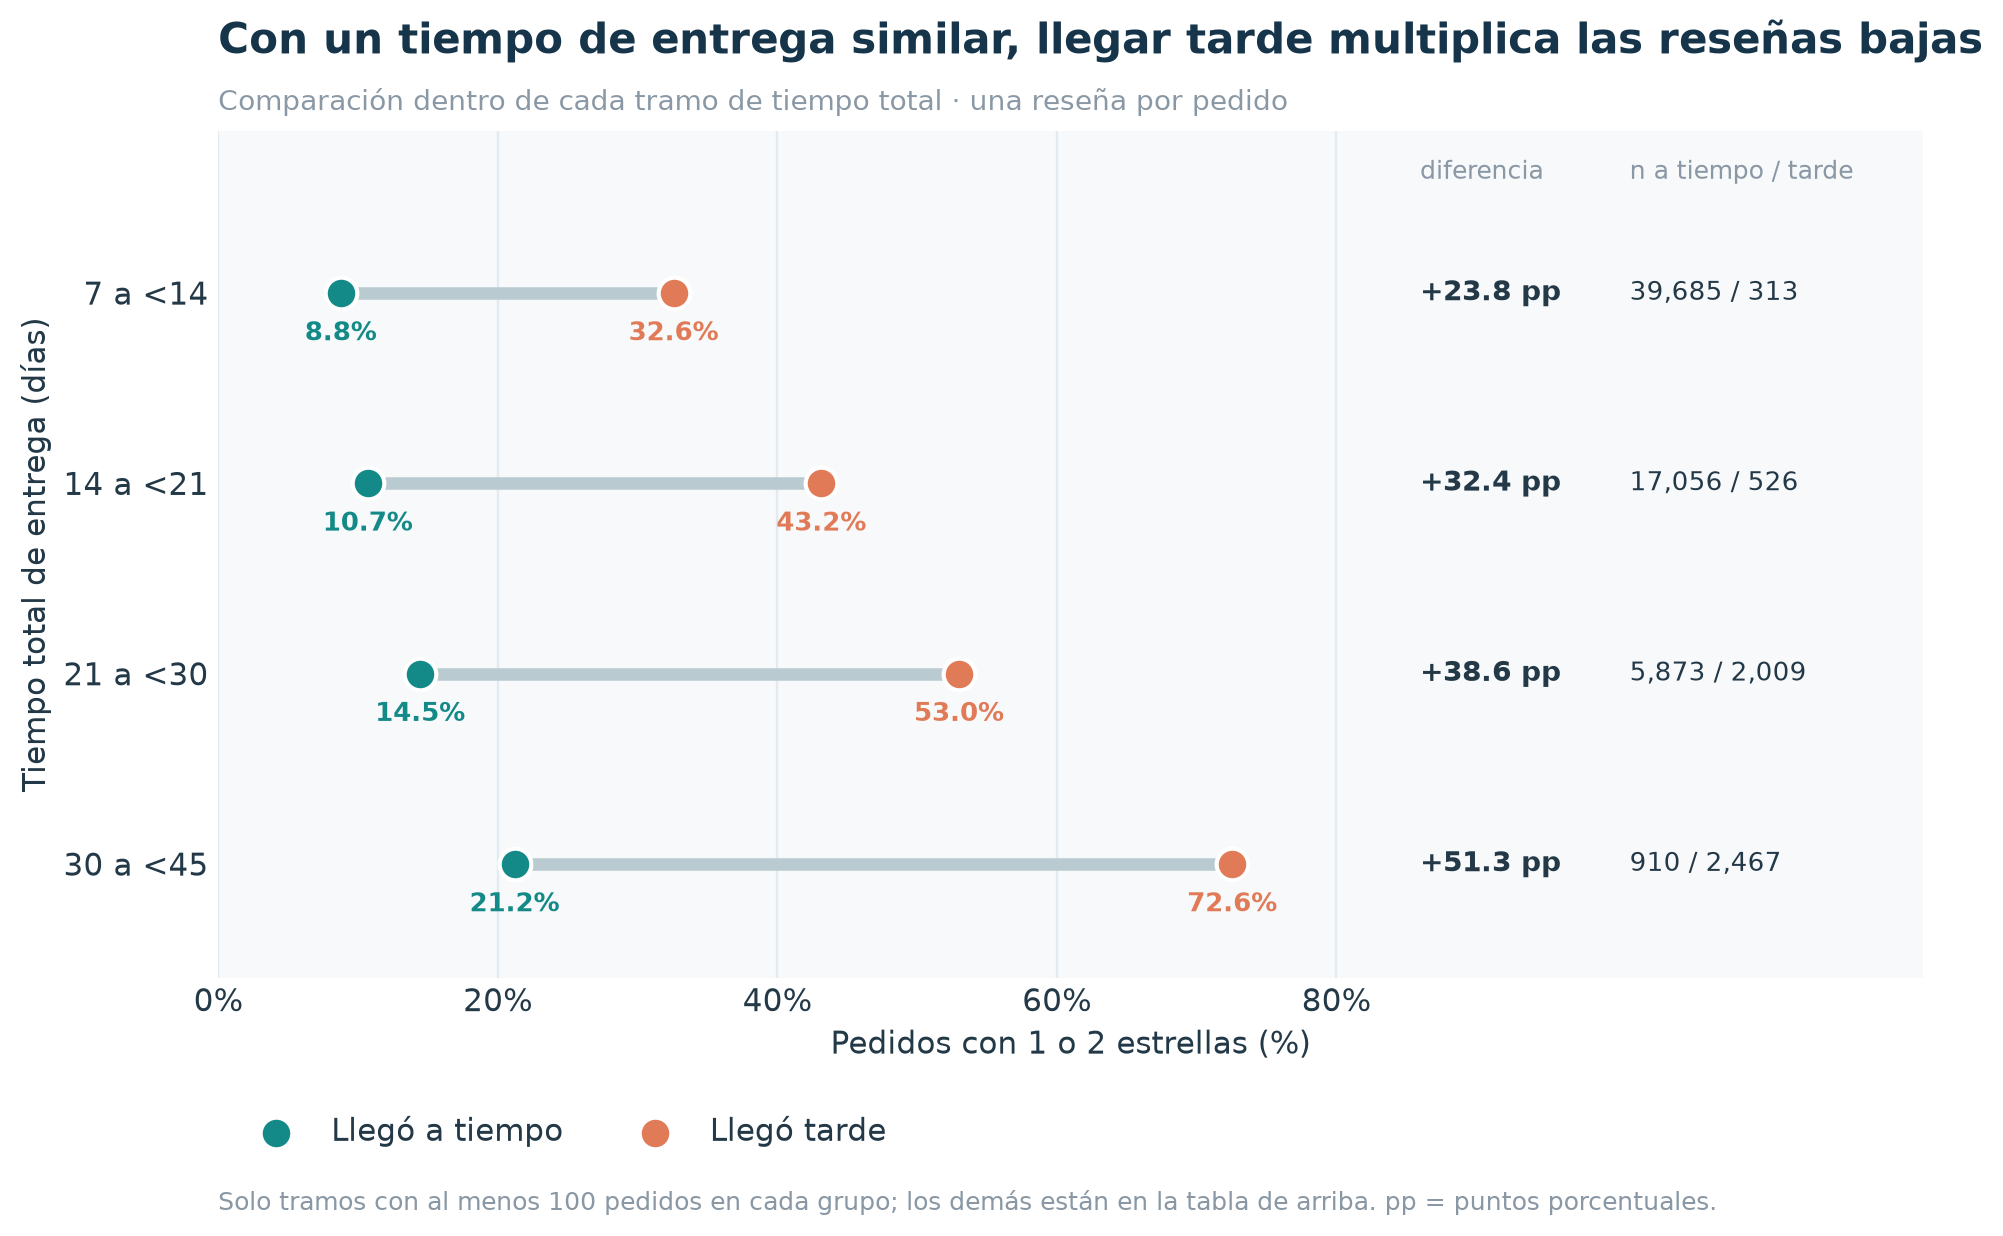 Con un tiempo de entrega similar, llegar tarde multiplica las reseñas bajas
Comparación dentro de cada tramo de tiempo total · una reseña por pedido
diferencia n a tiempo / tarde
7 a <14 +23.8 pp 39,685 / 313
8.8% 32.6%
14 a <21 +32.4 pp 17,056 / 526
10.7% 43.2%
21 a <30 +38.6 pp 5,873 / 2,009
14.5% 53.0%
30 a <45 +51.3 pp 910 / 2,467
21.2% 72.6%
Tiempo total de entrega (días)
0% 20% 40% 60% 80%
Pedidos con 1 o 2 estrellas (%)
Llegó a tiempo Llegó tarde
Solo tramos con al menos 100 pedidos en cada grupo; los demás están en la tabla de arriba. pp = puntos porcentuales.